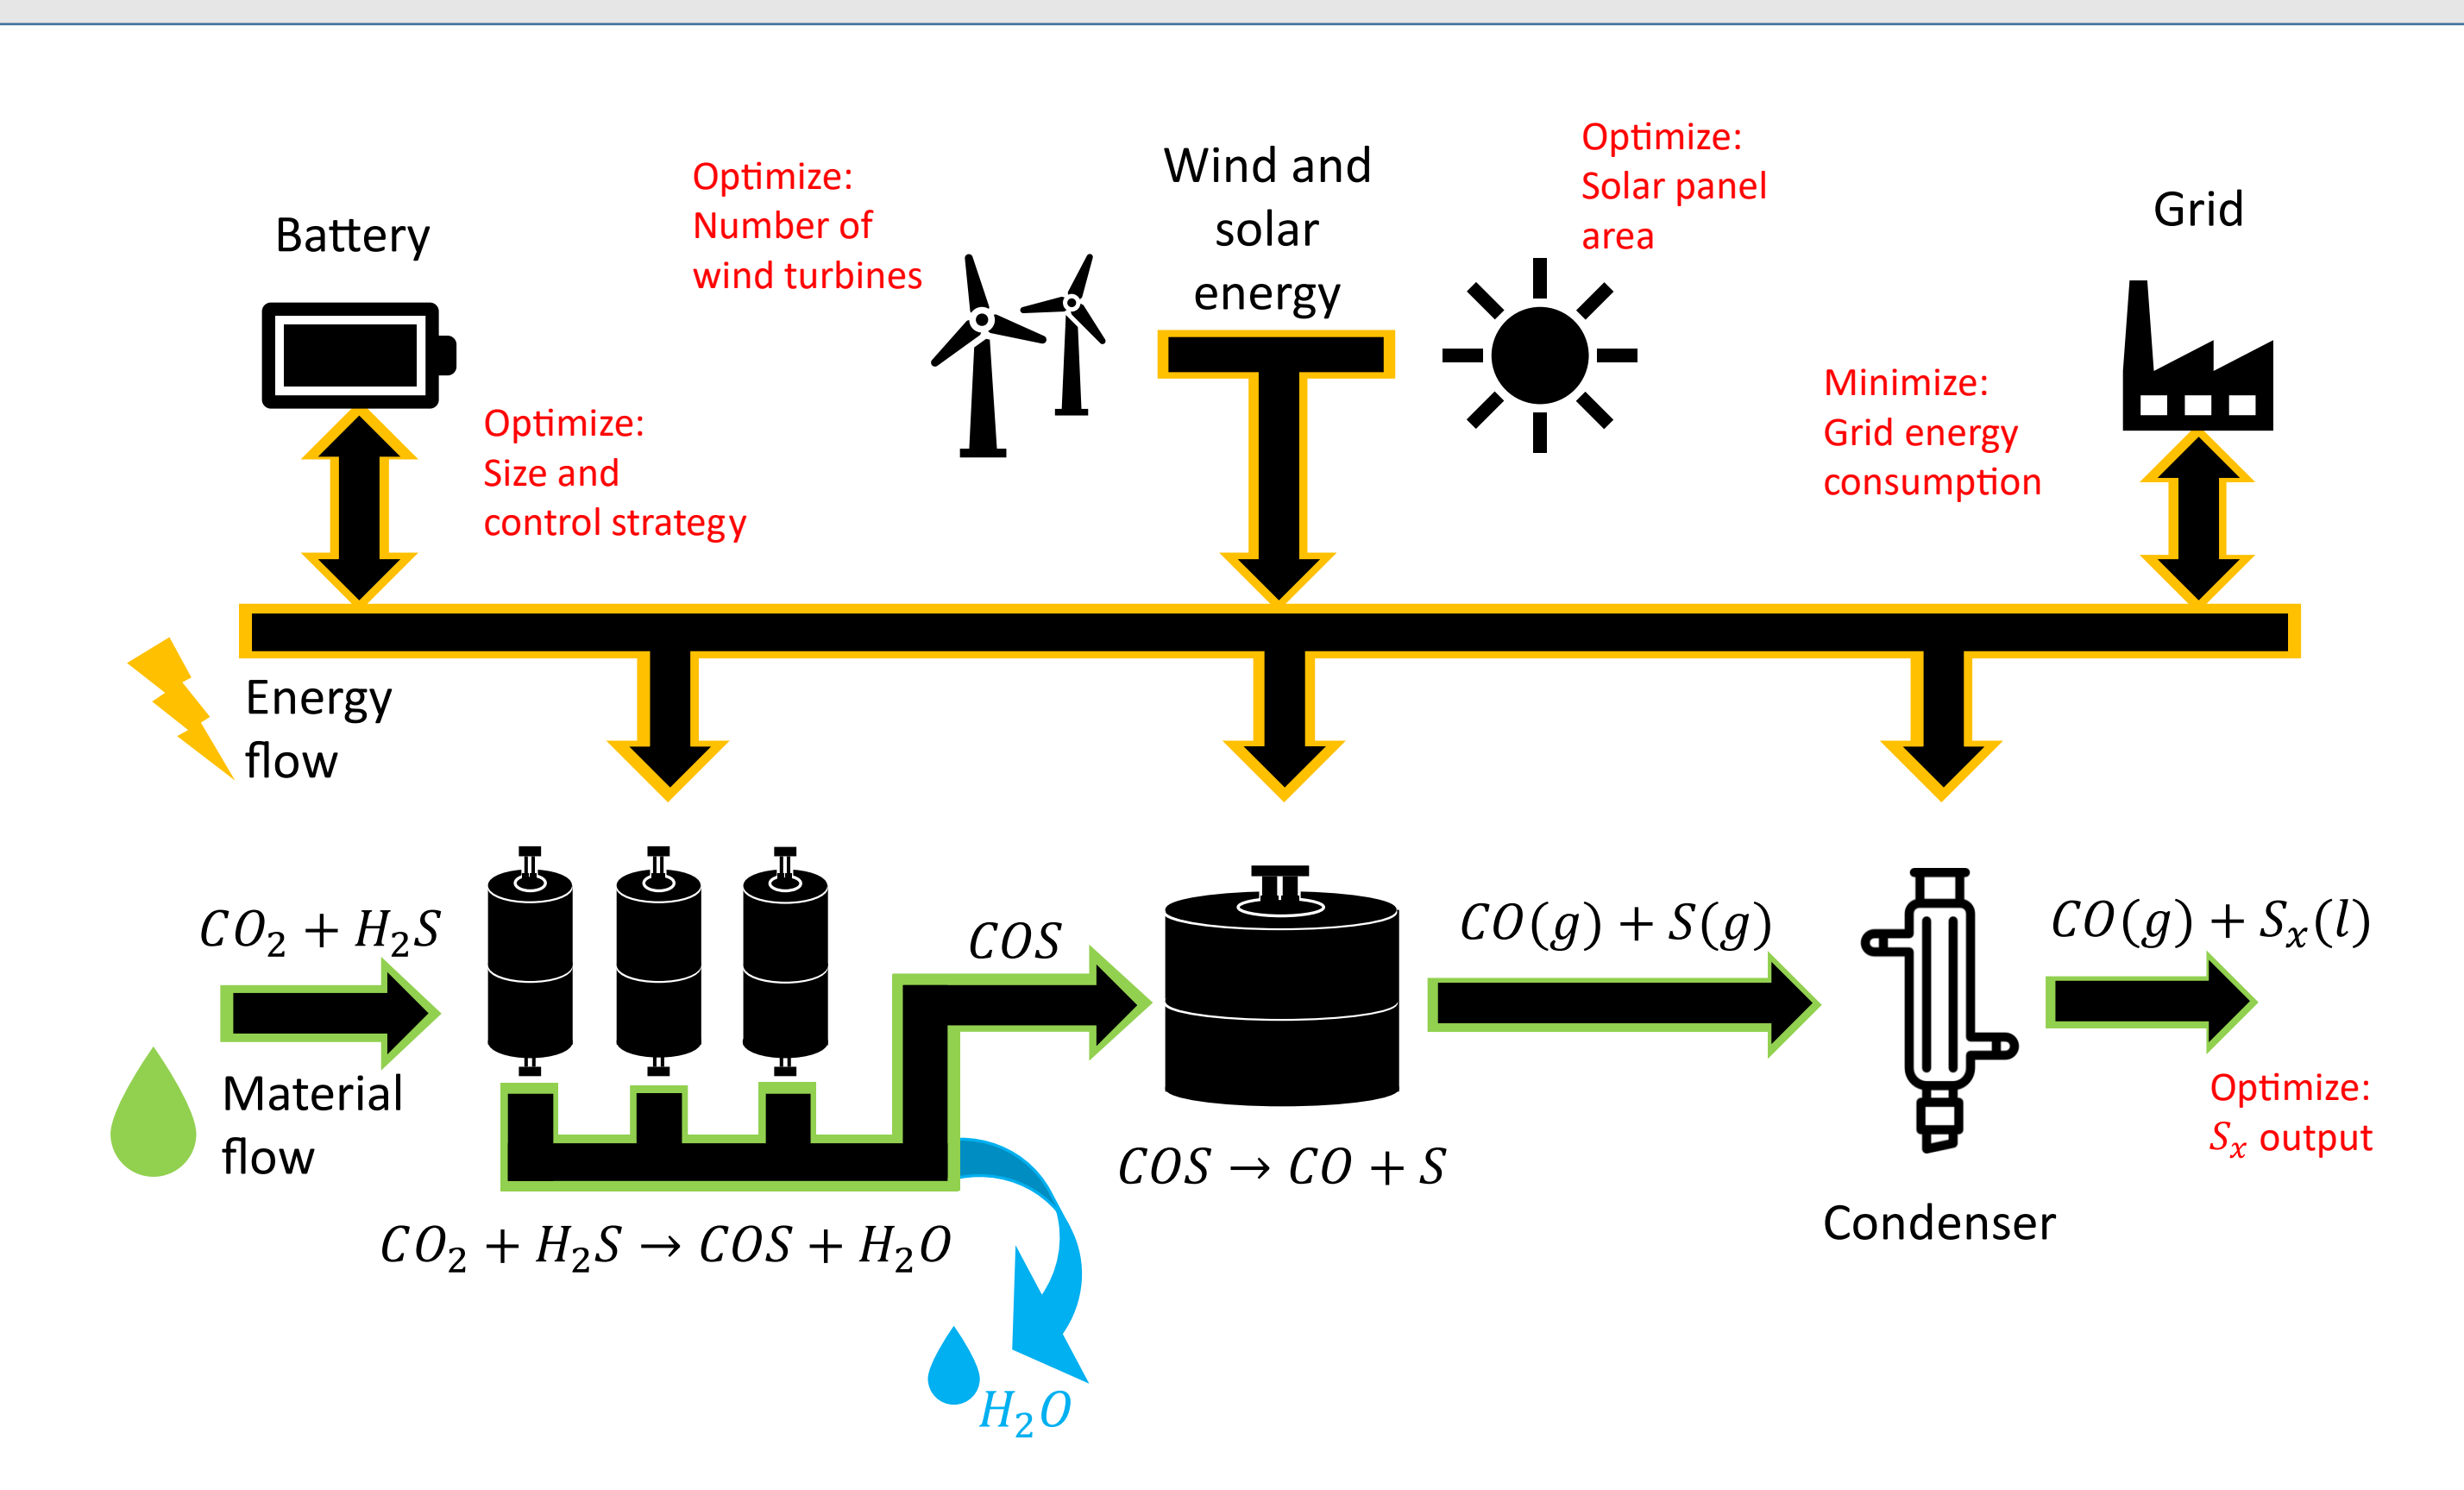 Battery
Optimize:
Number of
wind turbines
Wind and
solar
energy
Optimize:
Solar panel
area
Grid
Optimize:
Size and
control strategy
Minimize:
Grid energy
consumption
Energy
flow
CO₂ + H₂S
Material
flow
CO₂ + H₂S → COS + H₂O
H₂O
COS
COS → CO + S
CO(g) + S(g)
Condenser
CO(g) + Sₓ(l)
Optimize:
Sₓ output